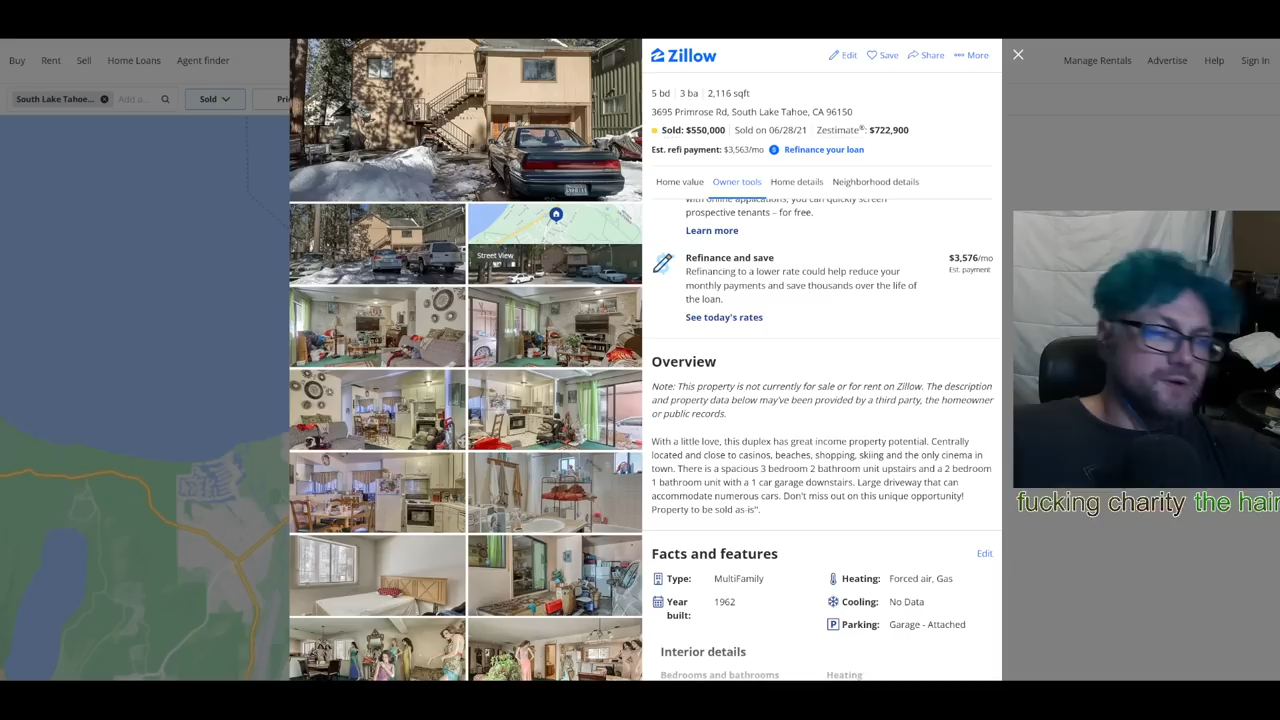 Buy Rent Sell Home Loans Agent finder
Manage Rentals Advertise Help Sign In
South Lake Tahoe... Add a... Sold
Zillow
Edit Save Share More
5 bd 3 ba 2,116 sqft
3695 Primrose Rd, South Lake Tahoe, CA 96150
Sold: $550,000 Sold on 06/28/21 Zestimate®: $722,900
Est. refi payment: $3,563/mo $ Refinance your loan
Home value Owner tools Home details Neighborhood details
with online applications, you can quickly screen
prospective tenants – for free.
Learn more
Street View
Refinance and save
$3,576/mo
Est. payment
Refinancing to a lower rate could help reduce your
monthly payments and save thousands over the life of
the loan.
See today's rates
Overview
Note: This property is not currently for sale or for rent on Zillow. The description
and property data below may've been provided by a third party, the homeowner
or public records.
With a little love, this duplex has great income property potential. Centrally
located and close to casinos, beaches, shopping, skiing and the only cinema in
town. There is a spacious 3 bedroom 2 bathroom unit upstairs and a 2 bedroom
1 bathroom unit with a 1 car garage downstairs. Large driveway that can
accommodate numerous cars. Don't miss out on this unique opportunity!
Property to be sold as-is".
fucking charity the hair
Facts and features Edit
Type: MultiFamily
Year built: 1962
Heating: Forced air, Gas
Cooling: No Data
P Parking: Garage - Attached
Interior details
Bedrooms and bathrooms
Heating